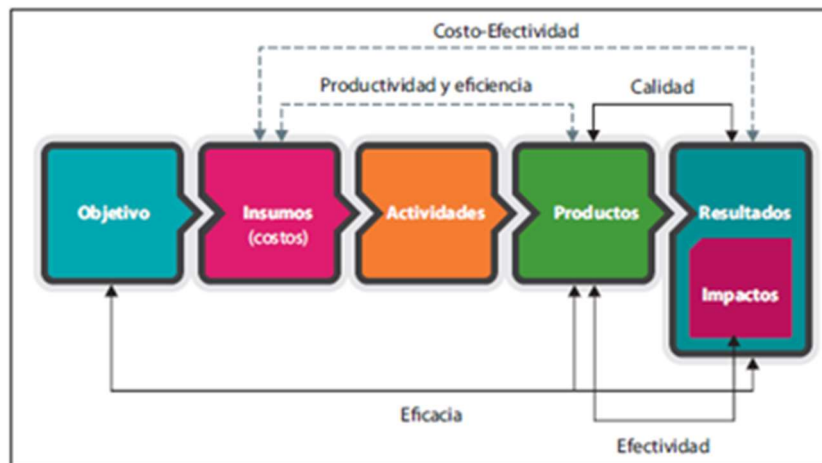 Costo-Efectividad
Productividad y eficiencia
Calidad
Objetivo
Insumos
(costos)
Actividades
Productos
Resultados
Impactos
Eficacia
Efectividad